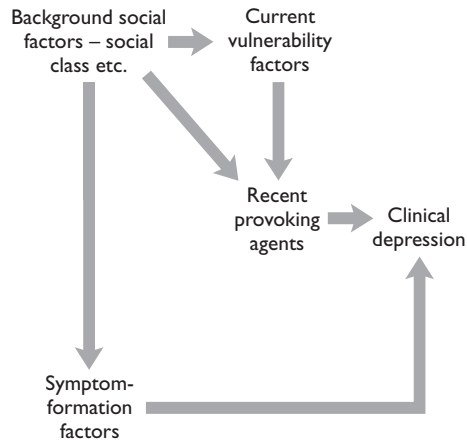 Background social
factors – social
class etc.
Current
vulnerability
factors
Recent
provoking
agents
Clinical
depression
Symptom-
formation
factors